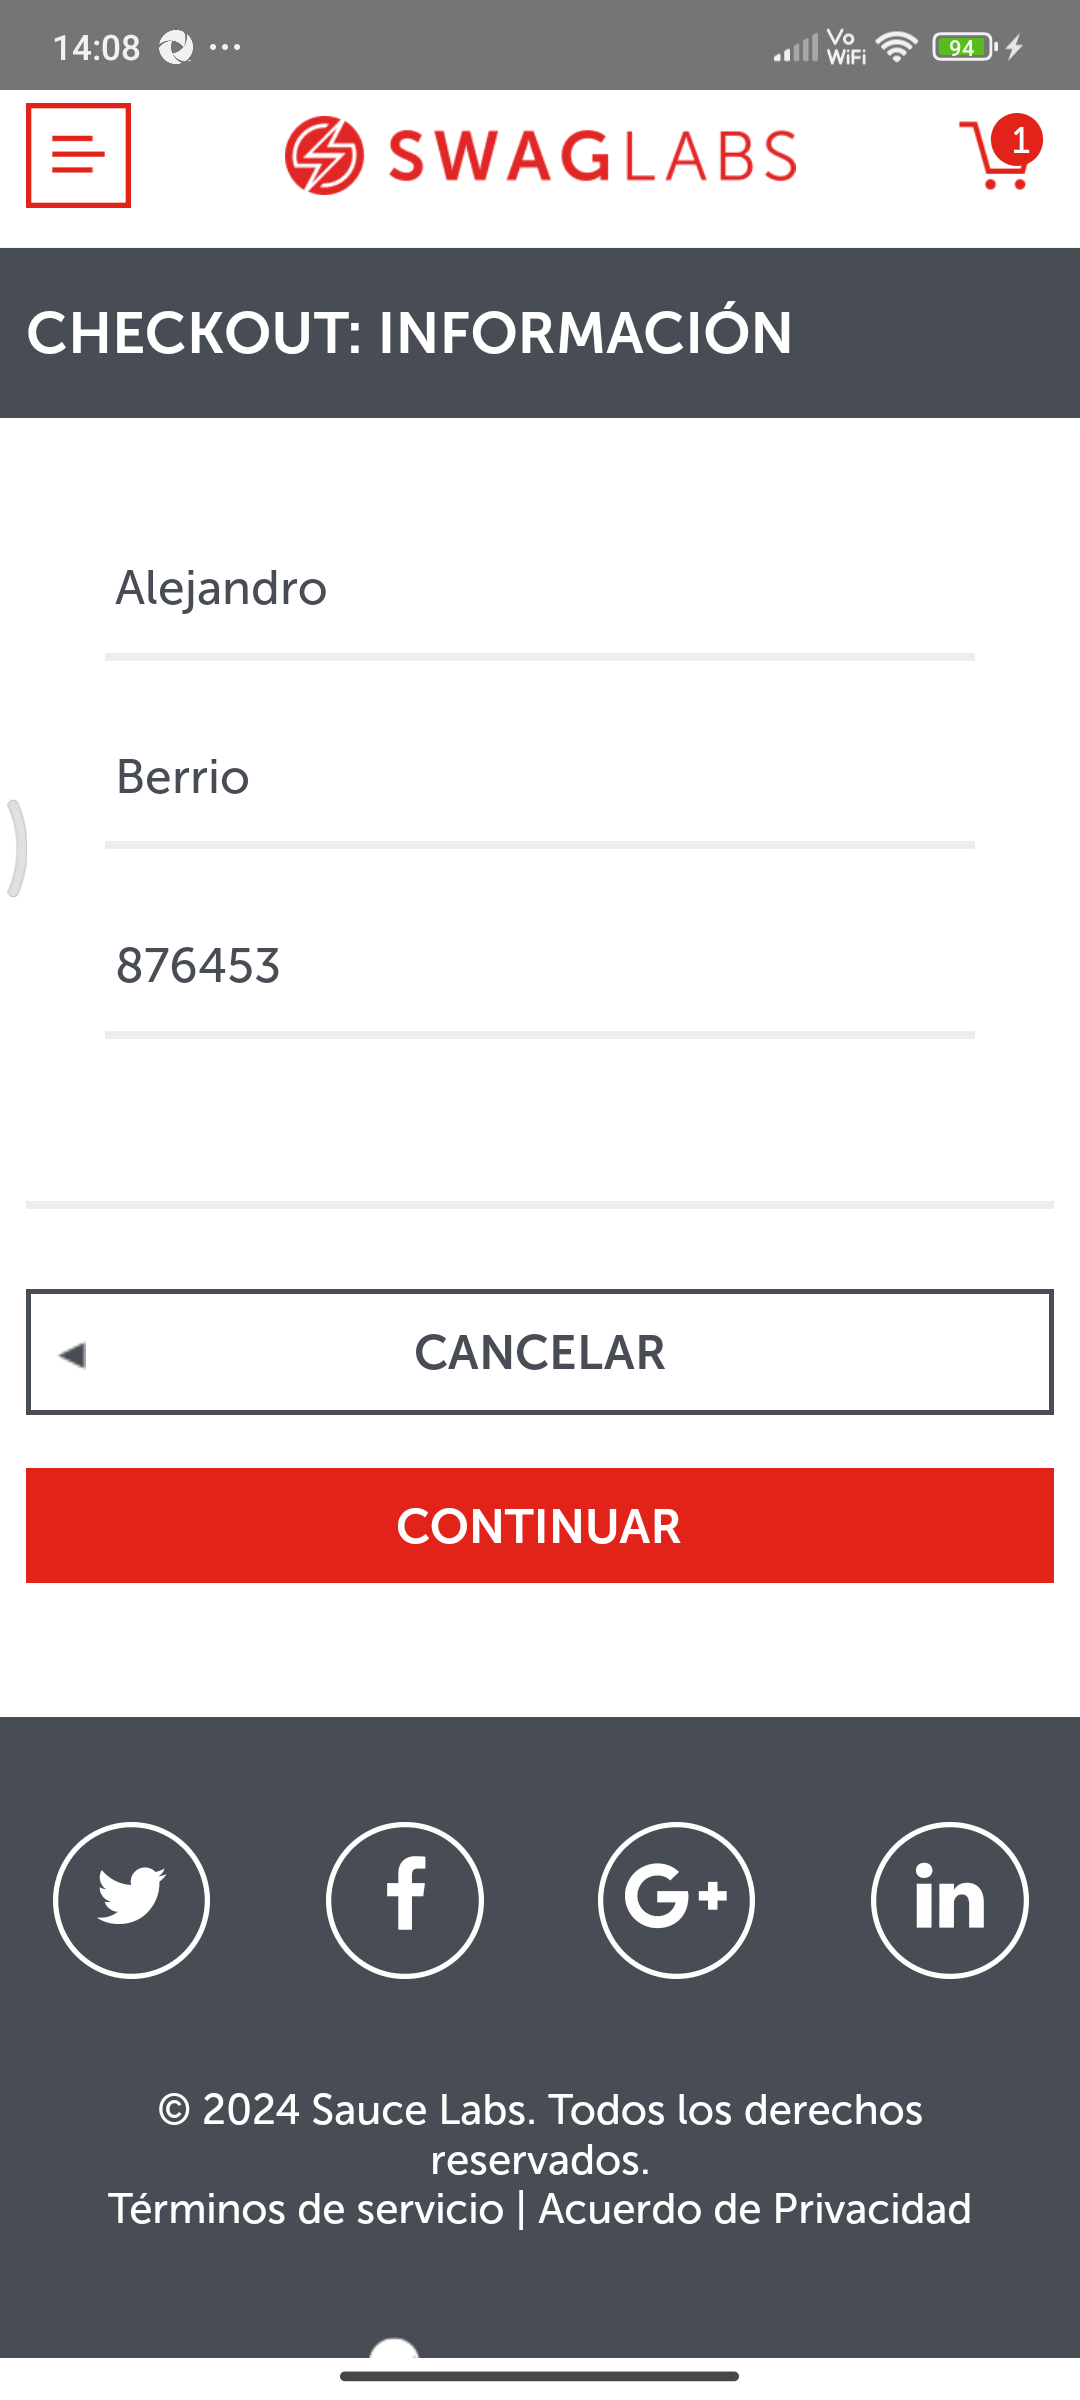 14:08
Vo
WiFi
94
SWAGLABS
1
CHECKOUT: INFORMACIÓN
Alejandro
Berrio
876453
CANCELAR
CONTINUAR
f
G+
in
© 2024 Sauce Labs. Todos los derechos
reservados.
Términos de servicio | Acuerdo de Privacidad